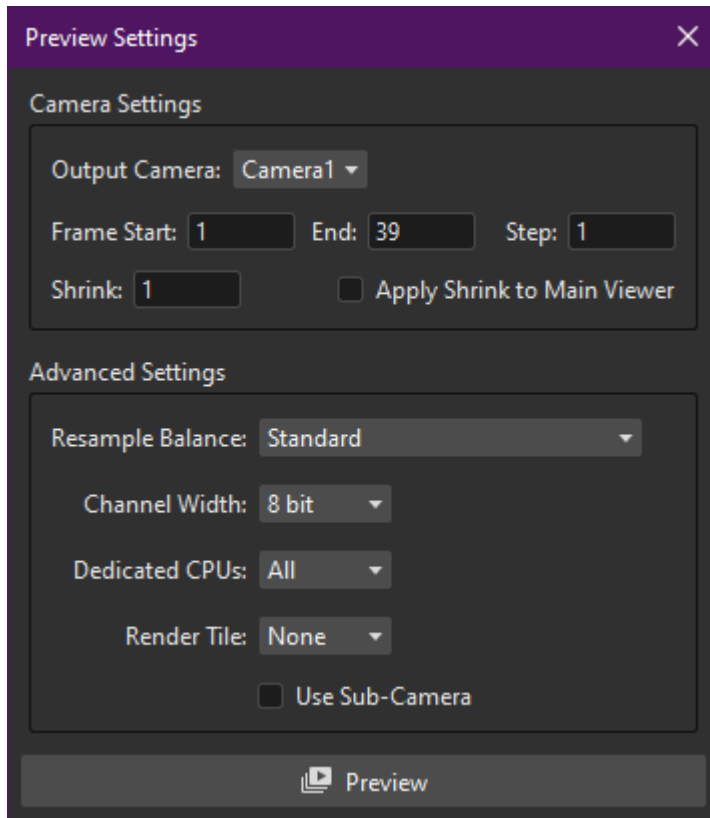 Preview Settings
Camera Settings
Output Camera: Camera1
Frame Start: 1 End: 39 Step: 1
Shrink: 1 Apply Shrink to Main Viewer
Advanced Settings
Resample Balance: Standard
Channel Width: 8 bit
Dedicated CPUs: All
Render Tile: None
Use Sub-Camera
Preview